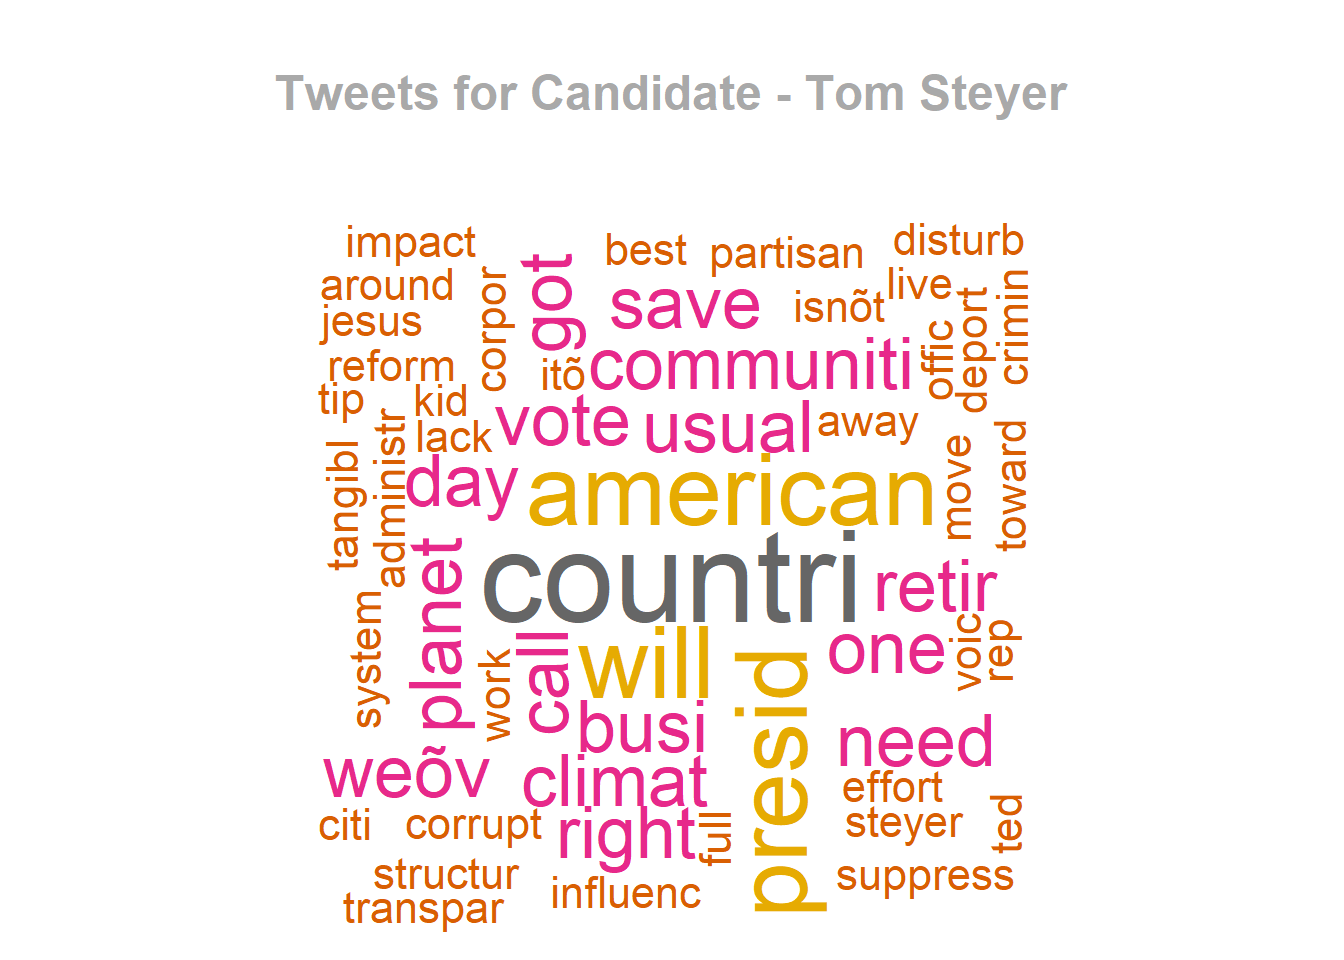 Tweets for Candidate - Tom Steyer
impact
best
partisan
disturb
around
got
save
isnõt
live
jesus
corpor
communiti
offic
deport
crimin
reform
itõ
tip
kid
vote
usual
away
lack
tangibl
administr
day
american
move
toward
planet
countri
retir
system
work
call
will
presid
one
voic
rep
busi
need
weõv
climat
effort
citi
corrupt
right
full
steyer
ted
structur
influenc
suppress
transpar